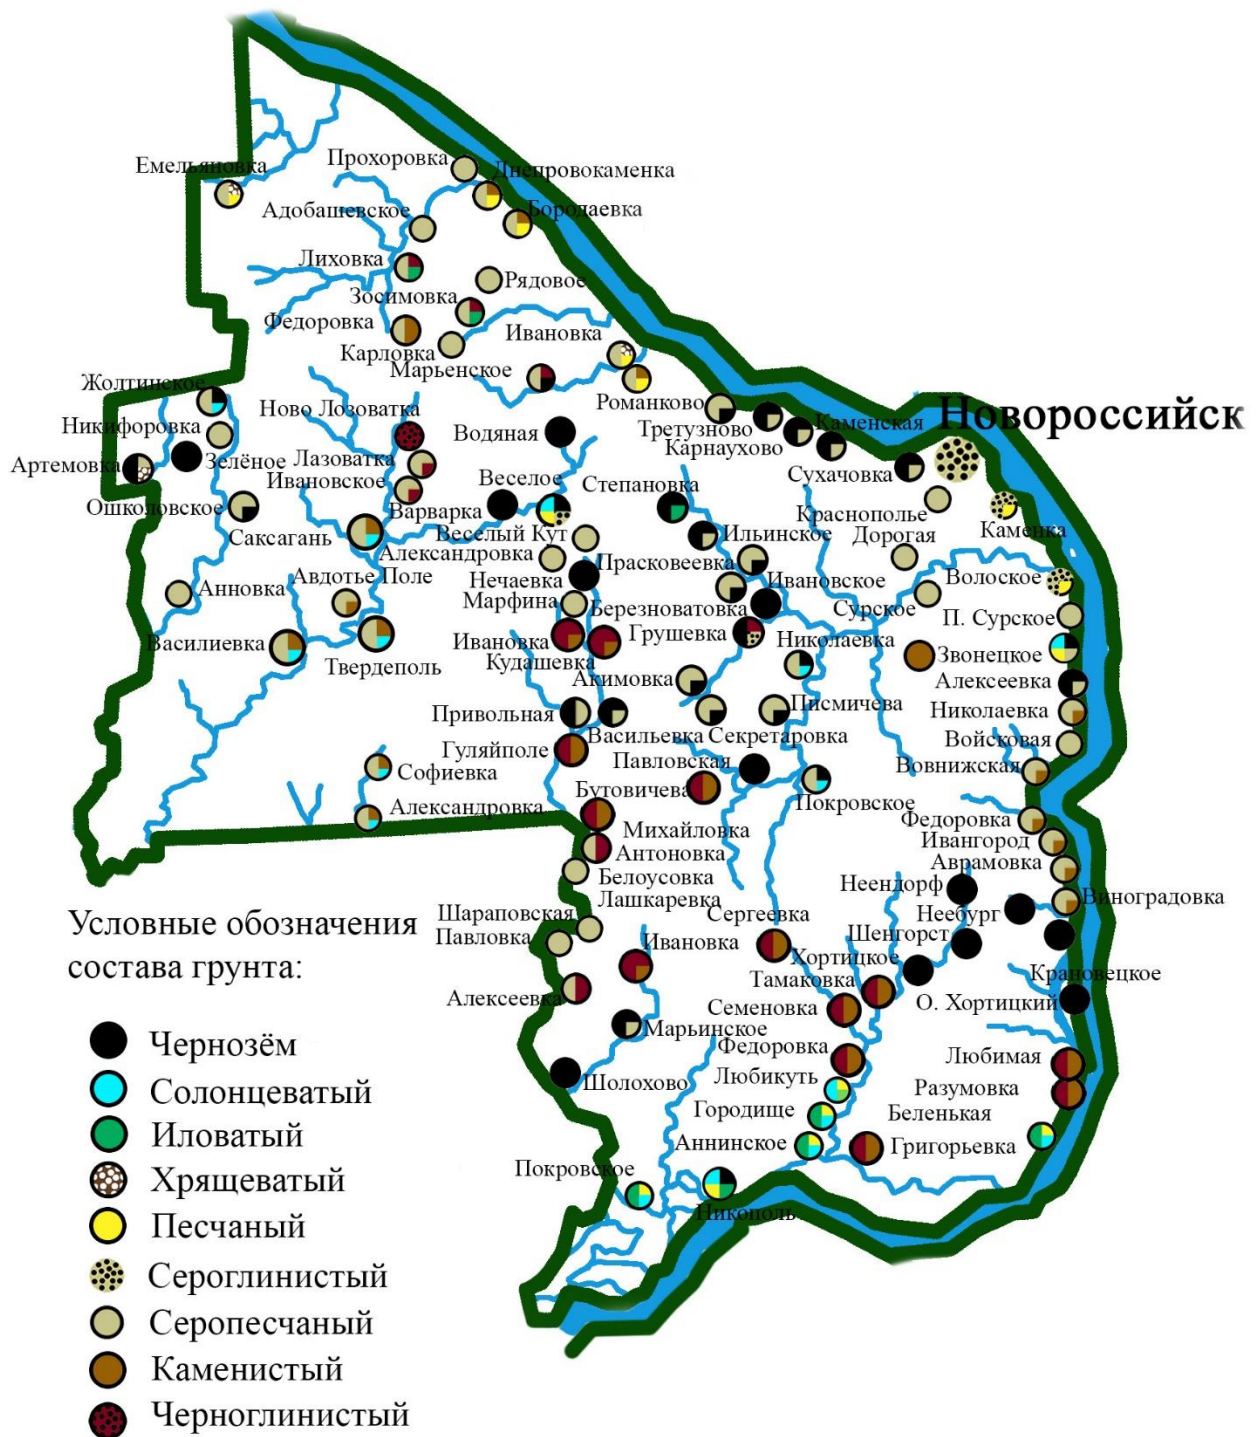 Емельяновка
Прохоровка
Днепровокаменка
Адобашевское
Бородаевка
Лиховка
Рядовое
Зосимовка
Федоровка
Ивановка
Карловка
Марьенское
Жолтинское
Ново Лозоватка
Романково
Новороссийск
Никифоровка
Водяная
Третузново
Каменская
Карнаухово
Артемовка
Зелёное
Лазоватка
Сухачовка
Ивановское
Веселое
Степановка
Ошколовское
Варварка
Краснополье
Саксагань
Веселый Кут
Ильинское
Дорогая
Каменка
Александровка
Прасковеевка
Авдотье Поле
Нечаевка
Ивановское
Волоское
Анновка
Марфина
Березноватовка
Сурское
П. Сурское
Василиевка
Ивановка
Грушевка
Николаевка
Твердеполь
Кудашевка
Звонецкое
Акимовка
Алексеевка
Привольная
Писмичева
Николаевка
Васильевка
Секретаровка
Гуляйполе
Войсковая
Павловская
Софиевка
Вовнижская
Бутовичева
Александровка
Покровское
Федоровка
Михайловка
Ивангород
Антоновка
Аврамовка
Белоусовка
Неендорф
Лашкаревка
Виноградовка
Шараповская
Сергеевка
Неебург
Павловка
Ивановка
Шенгорст
Хортицкое
Крановецкое
Тамаковка
Алексеевка
О. Хортицкий
Семеновка
Марьинское
Федоровка
Любимая
Шолохово
Любикуть
Разумовка
Городище
Беленькая
Аннинское
Григорьевка
Покровское
Никополь
Условные обозначения
состава грунта:
Чернозём
Солонцеватый
Иловатый
Хрящеватый
Песчаный
Сероглинистый
Серопесчаный
Каменистый
Черноглинистый